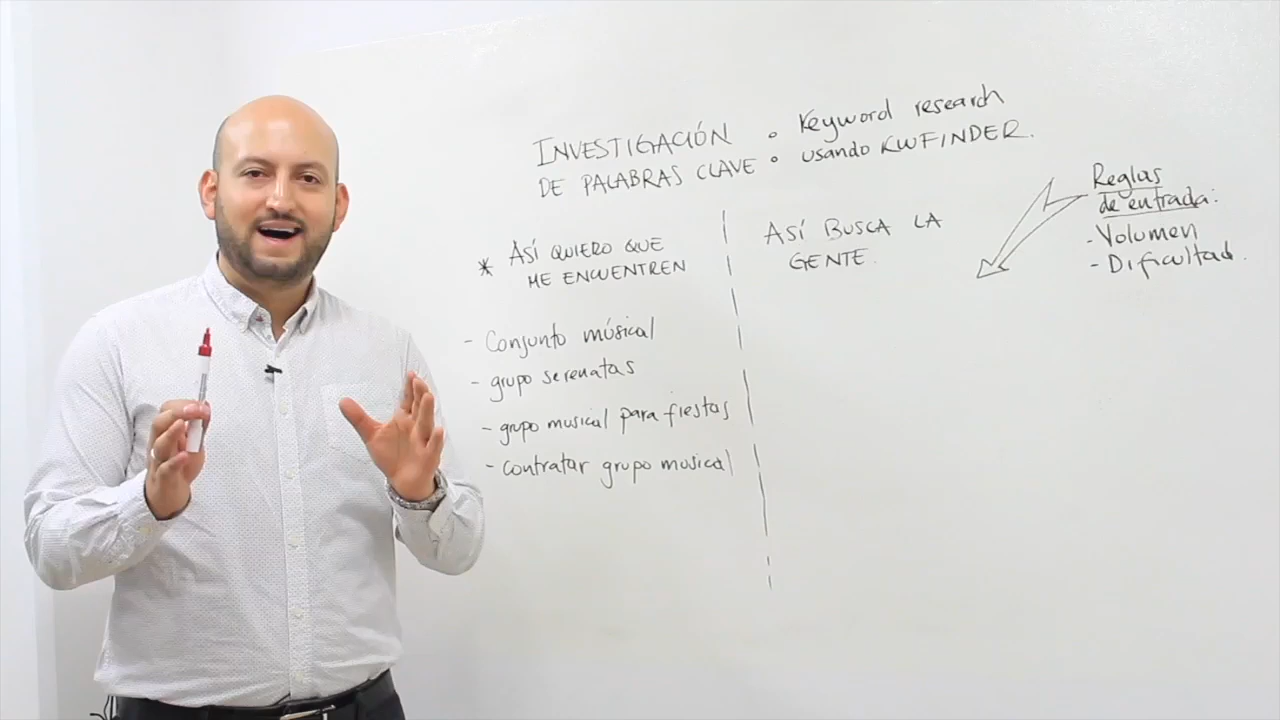 INVESTIGACIÓN
DE PALABRAS CLAVE
° Keyword research
° usando KWFINDER.
* ASÍ QUIERO QUE
ME ENCUENTREN
- Conjunto músical
- grupo serenatas
- grupo musical para fiestas
- contratar grupo musical
ASÍ BUSCA LA
GENTE.
Reglas
de entrada:
- Volumen
- Dificultad.